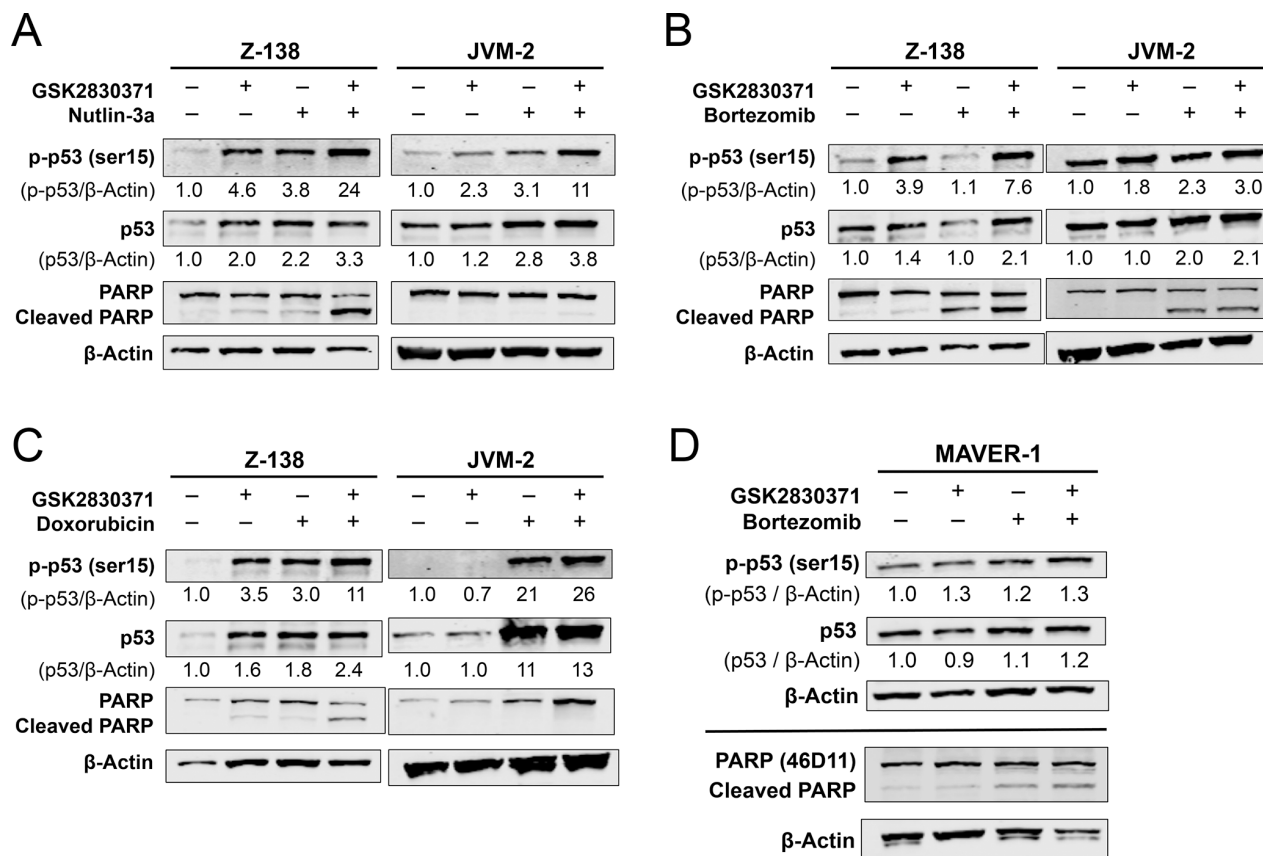 A
Z-138 JVM-2
GSK2830371 – + – + – + – +
Nutlin-3a – – + + – – + +
p-p53 (ser15)
(p-p53/β-Actin) 1.0 4.6 3.8 24 1.0 2.3 3.1 11
p53
(p53/β-Actin) 1.0 2.0 2.2 3.3 1.0 1.2 2.8 3.8
PARP
Cleaved PARP
β-Actin
B
Z-138 JVM-2
GSK2830371 – + – + – + – +
Bortezomib – – + + – – + +
p-p53 (ser15)
(p-p53/β-Actin) 1.0 3.9 1.1 7.6 1.0 1.8 2.3 3.0
p53
(p53/β-Actin) 1.0 1.4 1.0 2.1 1.0 1.0 2.0 2.1
PARP
Cleaved PARP
β-Actin
C
Z-138 JVM-2
GSK2830371 – + – + – + – +
Doxorubicin – – + + – – + +
p-p53 (ser15)
(p-p53/β-Actin) 1.0 3.5 3.0 11 1.0 0.7 21 26
p53
(p53/β-Actin) 1.0 1.6 1.8 2.4 1.0 1.0 11 13
PARP
Cleaved PARP
β-Actin
D
MAVER-1
GSK2830371 – + – +
Bortezomib – – + +
p-p53 (ser15)
(p-p53 / β-Actin) 1.0 1.3 1.2 1.3
p53
(p53 / β-Actin) 1.0 0.9 1.1 1.2
β-Actin
PARP (46D11)
Cleaved PARP
β-Actin